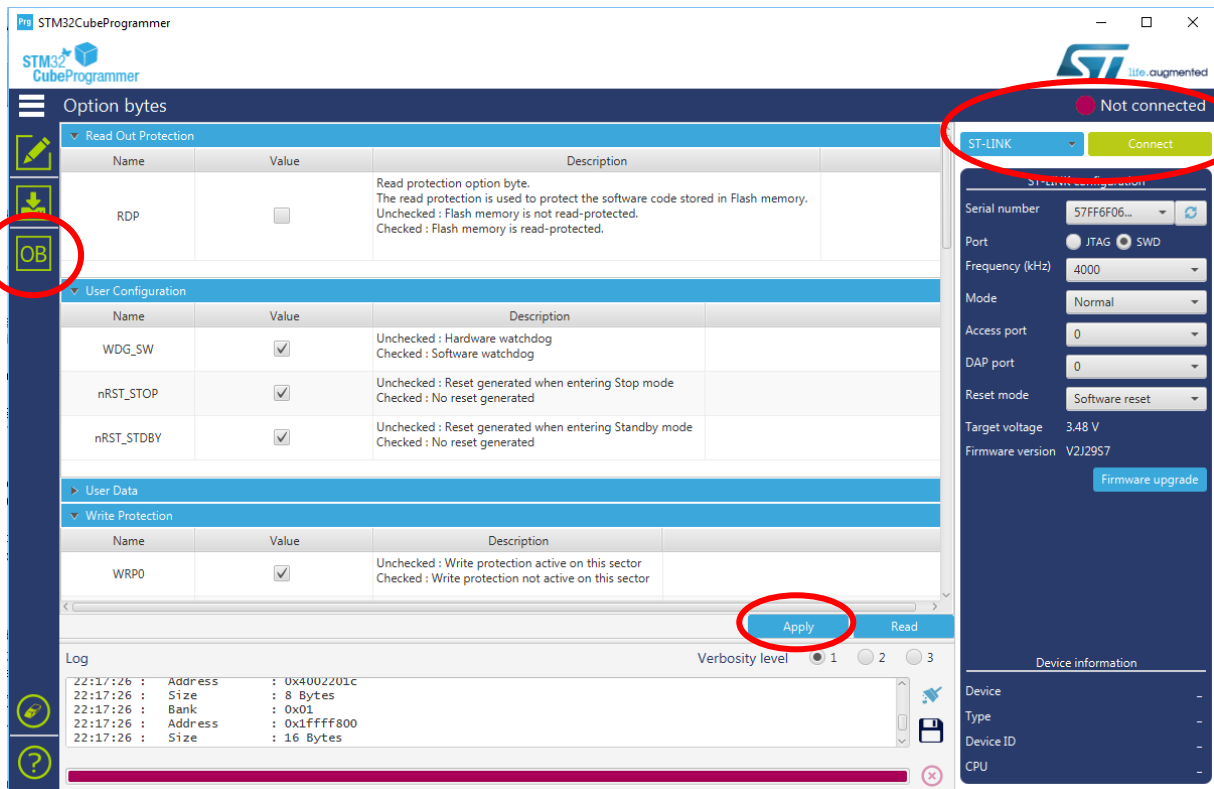 Prg STM32CubeProgrammer
STM32
CubeProgrammer
ST life.augmented
Option bytes
Not connected
Read Out Protection
Name Value Description
RDP
Read protection option byte.
The read protection is used to protect the software code stored in Flash memory.
Unchecked : Flash memory is not read-protected.
Checked : Flash memory is read-protected.
OB
User Configuration
Name Value Description
WDG_SW
Unchecked : Hardware watchdog
Checked : Software watchdog
nRST_STOP
Unchecked : Reset generated when entering Stop mode
Checked : No reset generated
nRST_STDBY
Unchecked : Reset generated when entering Standby mode
Checked : No reset generated
User Data
Write Protection
Name Value Description
WRP0
Unchecked : Write protection active on this sector
Checked : Write protection not active on this sector
Apply Read
Log Verbosity level 1 2 3
22:17:26 : Address : 0x4002201c
22:17:26 : Size : 8 Bytes
22:17:26 : Bank : 0x01
22:17:26 : Address : 0x1ffff800
22:17:26 : Size : 16 Bytes
?
ST-LINK Connect
ST-LINK configuration
Serial number 57FF6F06...
Port JTAG SWD
Frequency (kHz) 4000
Mode Normal
Access port 0
DAP port 0
Reset mode Software reset
Target voltage 3.48 V
Firmware version V2J29S7
Firmware upgrade
Device information
Device -
Type -
Device ID -
CPU -